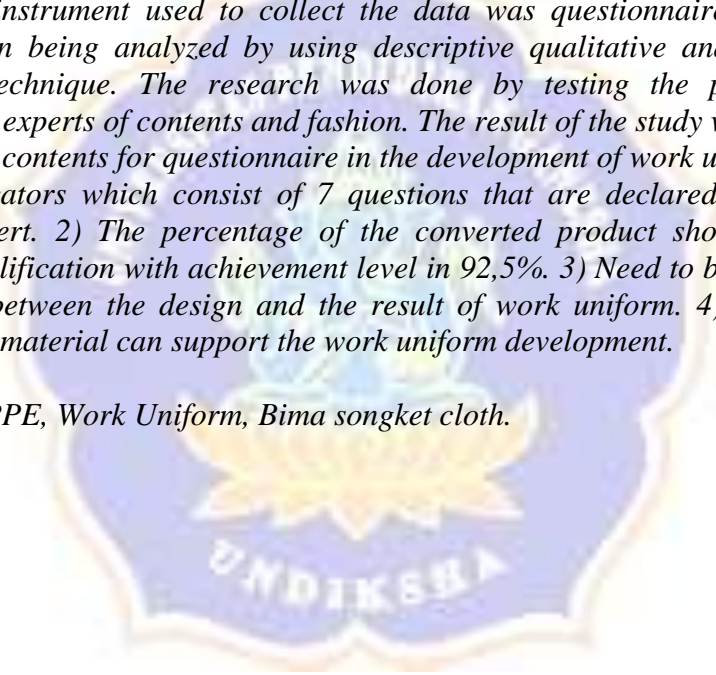 instrument used to collect the data was questionnaire
n being analyzed by using descriptive qualitative and
echnique. The research was done by testing the p
experts of contents and fashion. The result of the study w
contents for questionnaire in the development of work u
ators which consist of 7 questions that are declared
ert. 2) The percentage of the converted product sho
lification with achievement level in 92,5%. 3) Need to b
between the design and the result of work uniform. 4)
material can support the work uniform development.
PPE, Work Uniform, Bima songket cloth.
UNDIKSHA